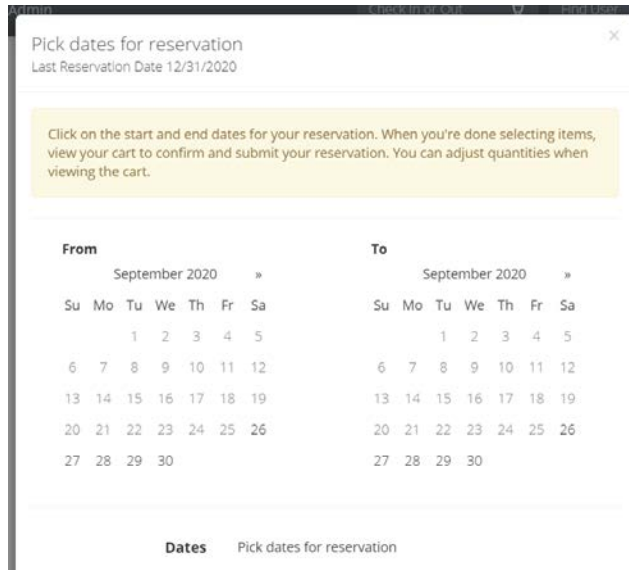 Admin
Check In or Out
Find User
Pick dates for reservation
Last Reservation Date 12/31/2020
Click on the start and end dates for your reservation. When you're done selecting items,
view your cart to confirm and submit your reservation. You can adjust quantities when
viewing the cart.
From
September 2020 »
Su Mo Tu We Th Fr Sa
1 2 3 4 5
6 7 8 9 10 11 12
13 14 15 16 17 18 19
20 21 22 23 24 25 26
27 28 29 30
To
September 2020 »
Su Mo Tu We Th Fr Sa
1 2 3 4 5
6 7 8 9 10 11 12
13 14 15 16 17 18 19
20 21 22 23 24 25 26
27 28 29 30
Dates Pick dates for reservation